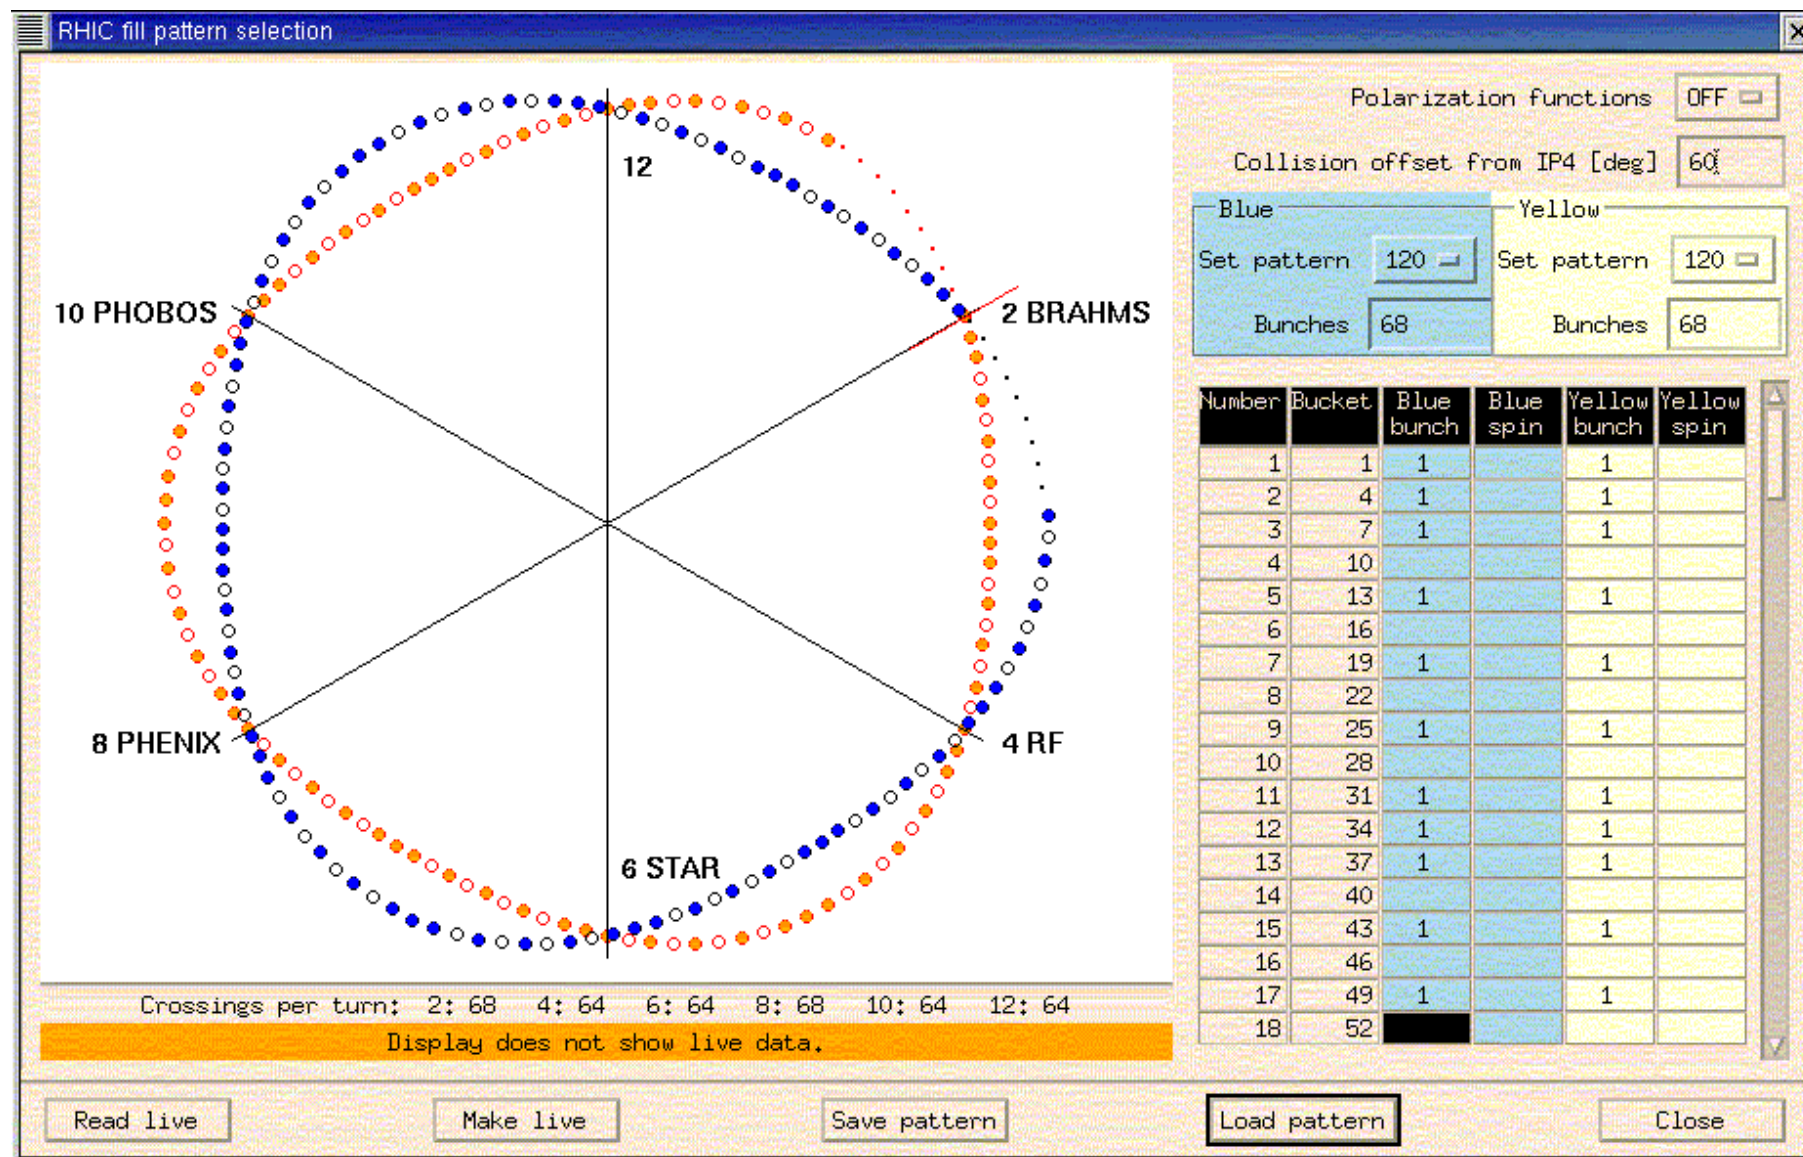 RHIC fill pattern selection
12
10 PHOBOS
2 BRAHMS
8 PHENIX
4 RF
6 STAR
Crossings per turn: 2: 68 4: 64 6: 64 8: 68 10: 64 12: 64
Display does not show live data.
Polarization functions OFF
Collision offset from IP4 [deg] 60
Blue Yellow
Set pattern 120 Set pattern 120
Bunches 68 Bunches 68
Number Bucket Blue bunch Blue spin Yellow bunch Yellow spin
1 1 1 1
2 4 1 1
3 7 1 1
4 10
5 13 1 1
6 16
7 19 1 1
8 22
9 25 1 1
10 28
11 31 1 1
12 34 1 1
13 37 1 1
14 40
15 43 1 1
16 46
17 49 1 1
18 52
Read live Make live Save pattern Load pattern Close